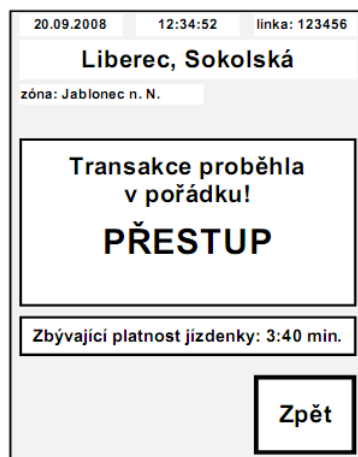 20.09.2008 12:34:52 linka: 123456
Liberec, Sokolská
zóna: Jablonec n. N.
Transakce proběhla
v pořádku!
PŘESTUP
Zbývající platnost jízdenky: 3:40 min.
Zpět